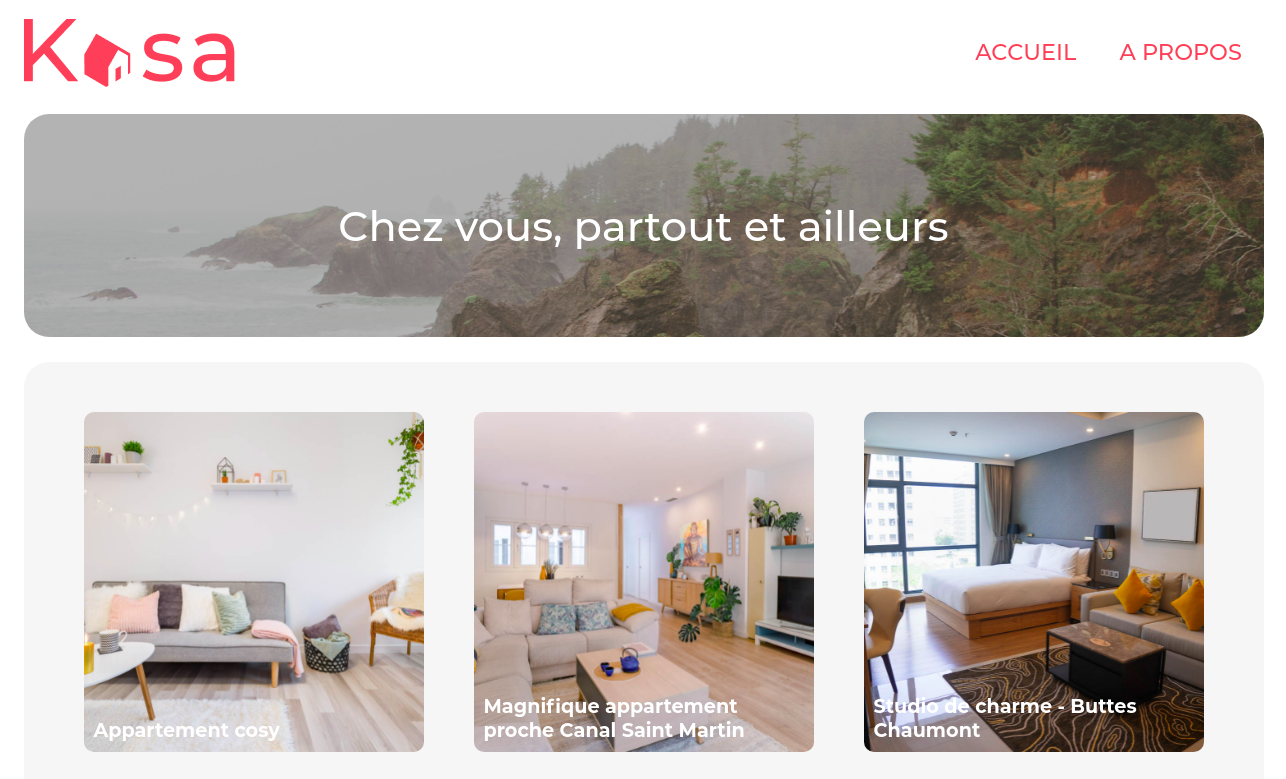 Kasa
ACCUEIL A PROPOS
Chez vous, partout et ailleurs
Appartement cosy
Magnifique appartement
proche Canal Saint Martin
Studio de charme - Buttes
Chaumont